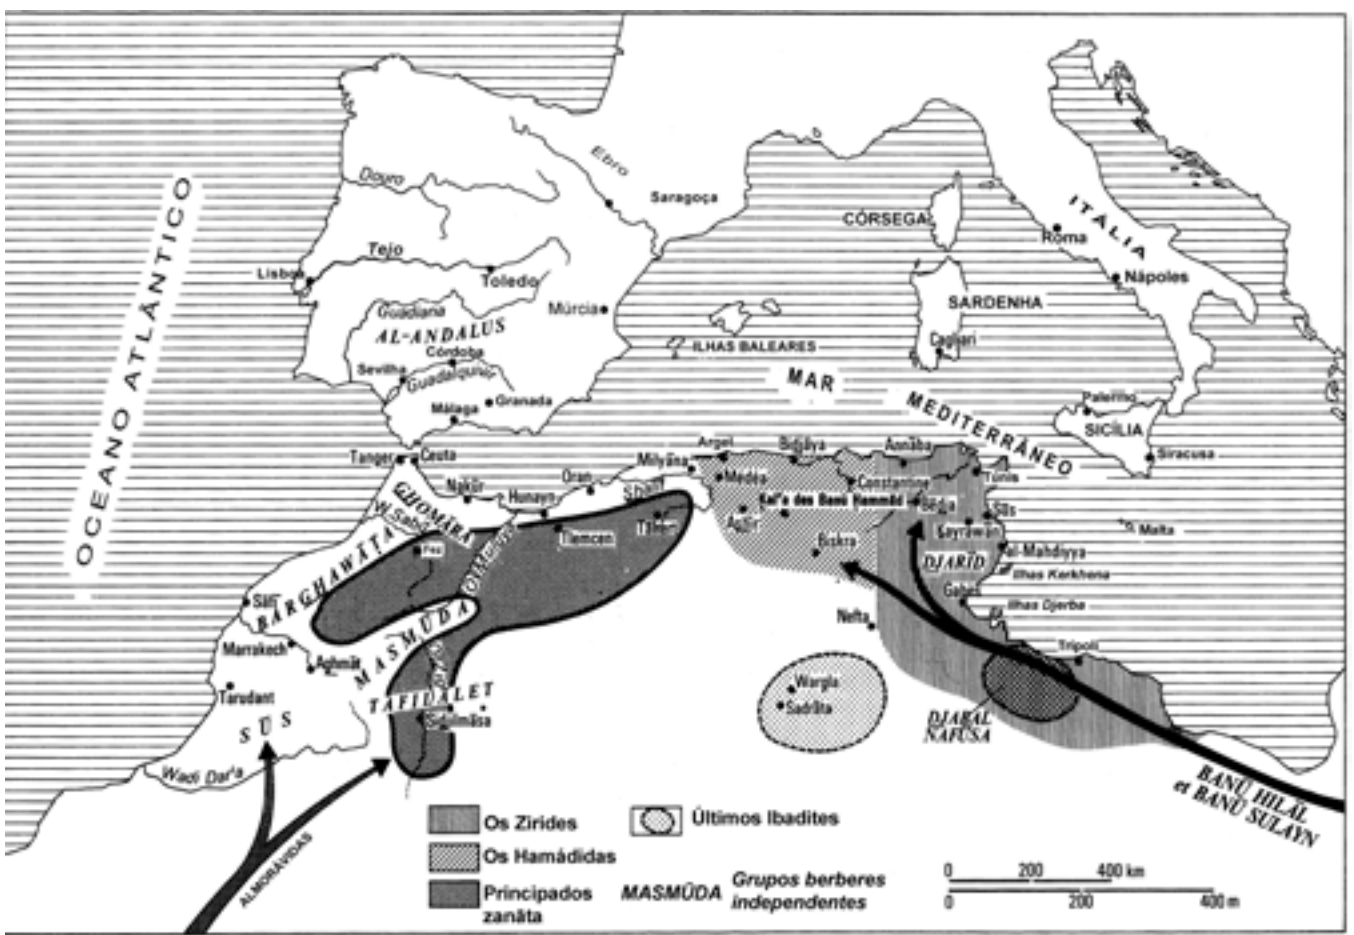 OCEANO ATLÂNTICO
Douro
Ebro
Saragoça
Tejo
Lisboa
Toledo
Guadiana
Múrcia
AL-ANDALUS
Córdoba
Sevilha
Guadalquivir
Granada
Málaga
CÓRSEGA
ITÁLIA
Roma
Nápoles
SARDENHA
Cagliari
ILHAS BALEARES
MAR MEDITERRÂNEO
Palermo
SICÍLIA
Siracusa
Malta
Tanger
Ceuta
Nakūr
Hunayn
Oran
Milyāna
Argel
Médéa
Bidjāya
Annāba
Túnis
Constantine
Kal'a des Banū Hammād
Bédja
Sūs
Kayrawān
Biskra
al-Mahdiyya
DJARĪD
Ilhas Kerkhena
Gabès
Ilhas Djerba
Nefta
Tripoli
GHOMĀRA
Tlemcen
Fez
BARGHAWĀTA
MASMŪDA
Marrakech
Aghmāt
Tarudant
SŪS
TAFILALET
Sidjilmāsa
Wadi Dar'a
Wargla
Sadrāta
DJABAL
NAFUSA
BANŪ HILĀL
et BANŪ SULAYN
ALMORÁVIDAS
Os Zirides
Últimos Ibadites
Os Hamádidas
Principados
zanāta
MASMŪDA
Grupos berberes
independentes
0 200 400 km
0 200 400 m